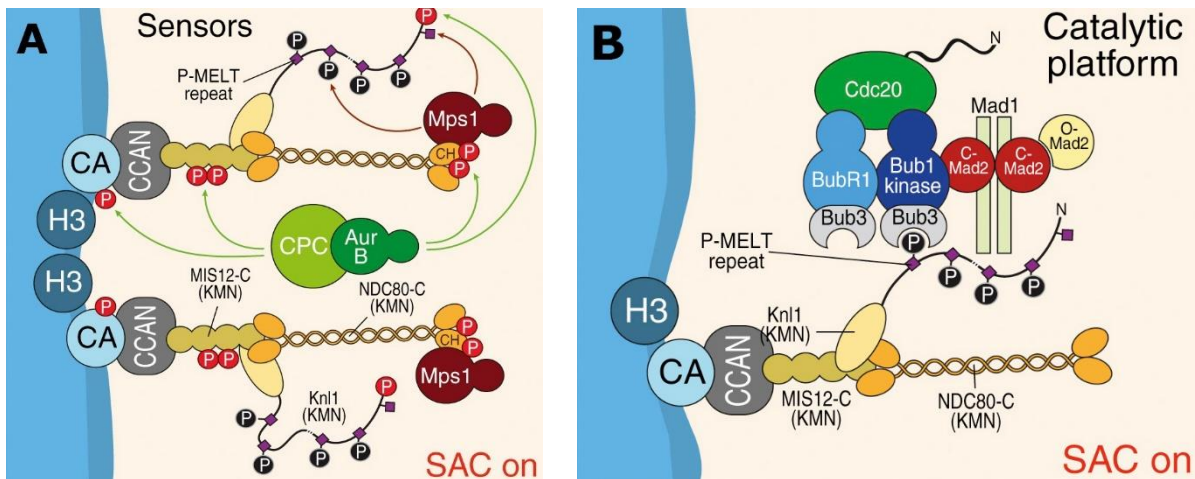 A
Sensors
P
P
P-MELT
repeat
P
P
P
Mps1
CH
P
P
CCAN
CA
P
P
P
H3
CPC
Aur
B
H3
MIS12-C
(KMN)
NDC80-C
(KMN)
P
CA
CCAN
P
P
CH
P
P
Mps1
Knl1
(KMN)
P
P
P
P
P
SAC on
B
Catalytic
platform
N
Cdc20
Mad1
O-
Mad2
C-
Mad2
C-
Mad2
BubR1
Bub1
kinase
Bub3
Bub3
P
N
P-MELT
repeat
P
P
P
H3
Knl1
(KMN)
CA
CCAN
MIS12-C
(KMN)
NDC80-C
(KMN)
SAC on